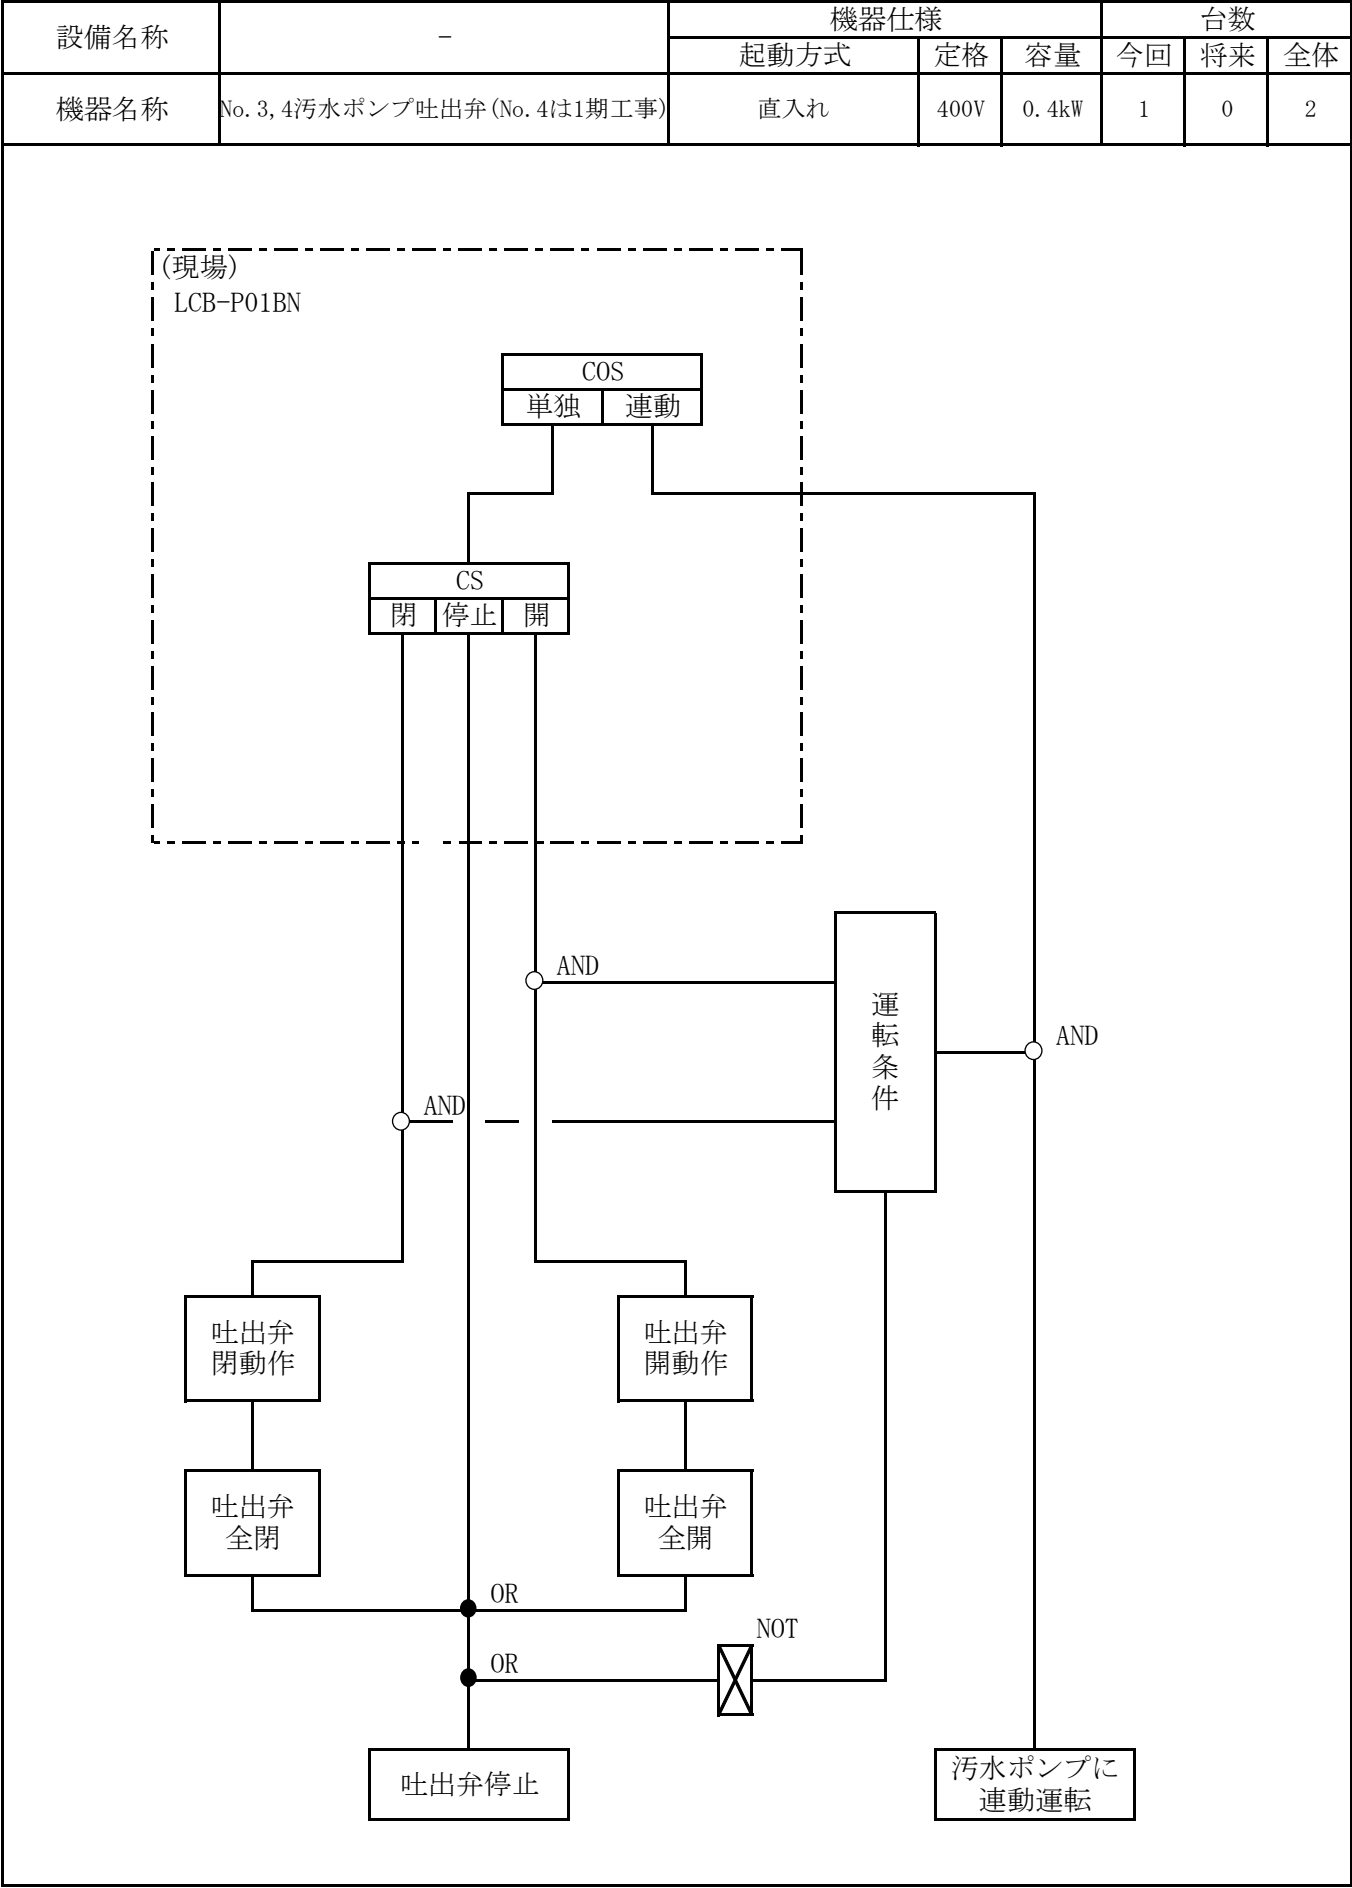 設備名称
－
機器仕様
台数
起動方式
定格
容量
今回
将来
全体
機器名称
No.3,4汚水ポンプ吐出弁(No.4は1期工事)
直入れ
400V
0.4kW
1
0
2
(現場)
LCB-P01BN
COS
単独
連動
CS
閉
停止
開
AND
運
転
条
件
AND
AND
吐出弁
閉動作
吐出弁
開動作
吐出弁
全閉
吐出弁
全開
OR
NOT
OR
吐出弁停止
汚水ポンプに
連動運転